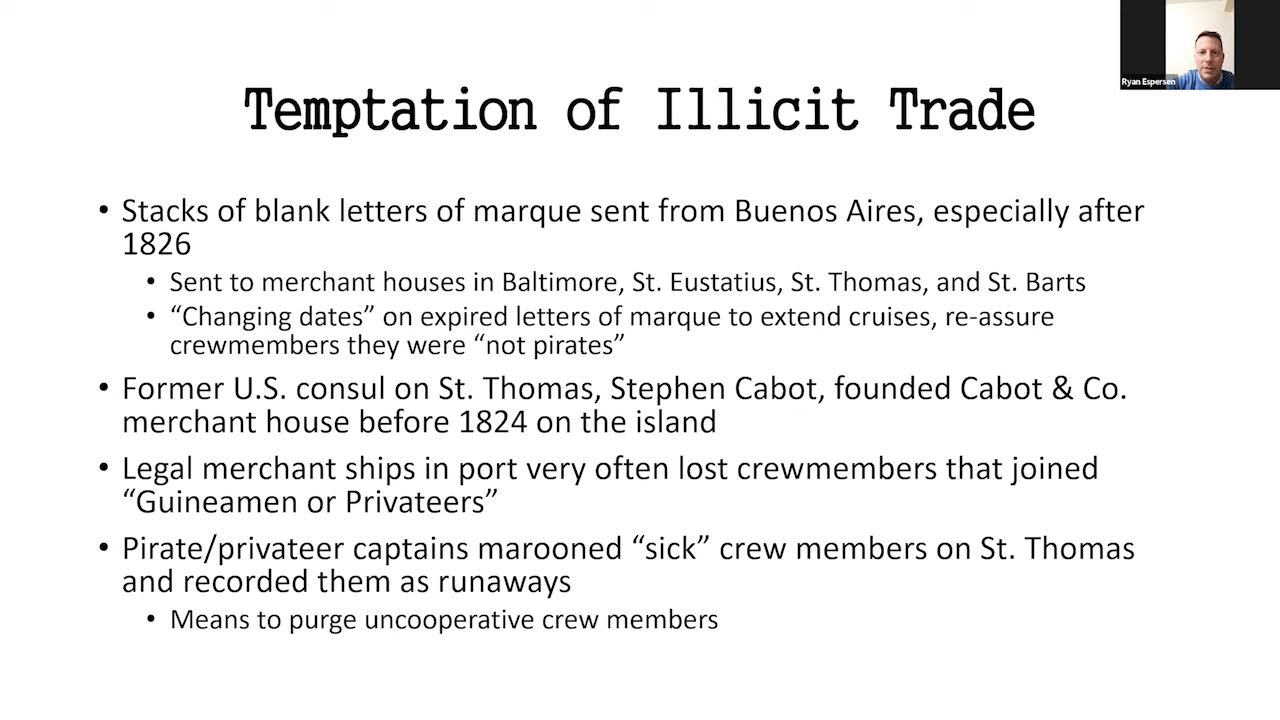 Ryan Espersen
Temptation of Illicit Trade
• Stacks of blank letters of marque sent from Buenos Aires, especially after
1826
• Sent to merchant houses in Baltimore, St. Eustatius, St. Thomas, and St. Barts
• “Changing dates” on expired letters of marque to extend cruises, re-assure
crewmembers they were “not pirates”
• Former U.S. consul on St. Thomas, Stephen Cabot, founded Cabot & Co.
merchant house before 1824 on the island
• Legal merchant ships in port very often lost crewmembers that joined
“Guineamen or Privateers”
• Pirate/privateer captains marooned “sick” crew members on St. Thomas
and recorded them as runaways
• Means to purge uncooperative crew members